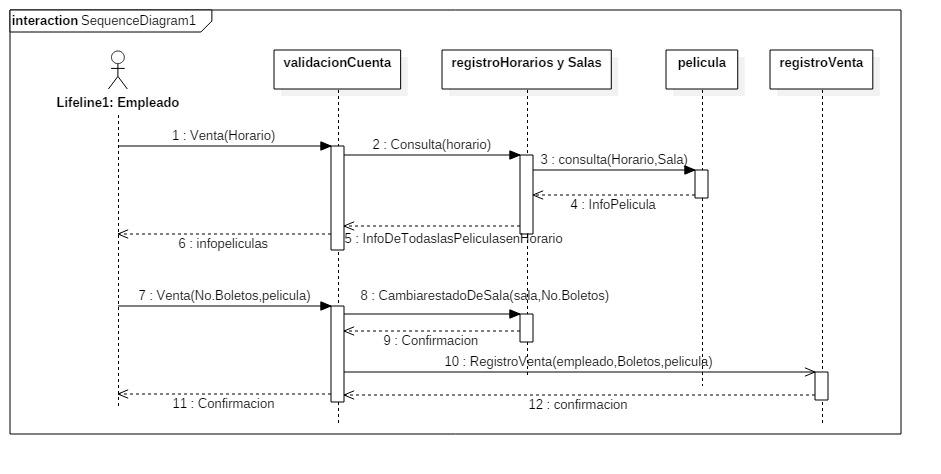 interaction SequenceDiagram1
validacionCuenta
registroHorarios y Salas
pelicula
registroVenta
Lifeline1: Empleado
1 : Venta(Horario)
2 : Consulta(horario)
3 : consulta(Horario,Sala)
4 : InfoPelicula
5 : InfoDeTodaslasPeliculasenHorario
6 : infopeliculas
7 : Venta(No.Boletos,pelicula)
8 : CambiarestadoDeSala(sala,No.Boletos)
9 : Confirmacion
10 : RegistroVenta(empleado,Boletos,pelicula)
11 : Confirmacion
12 : confirmacion